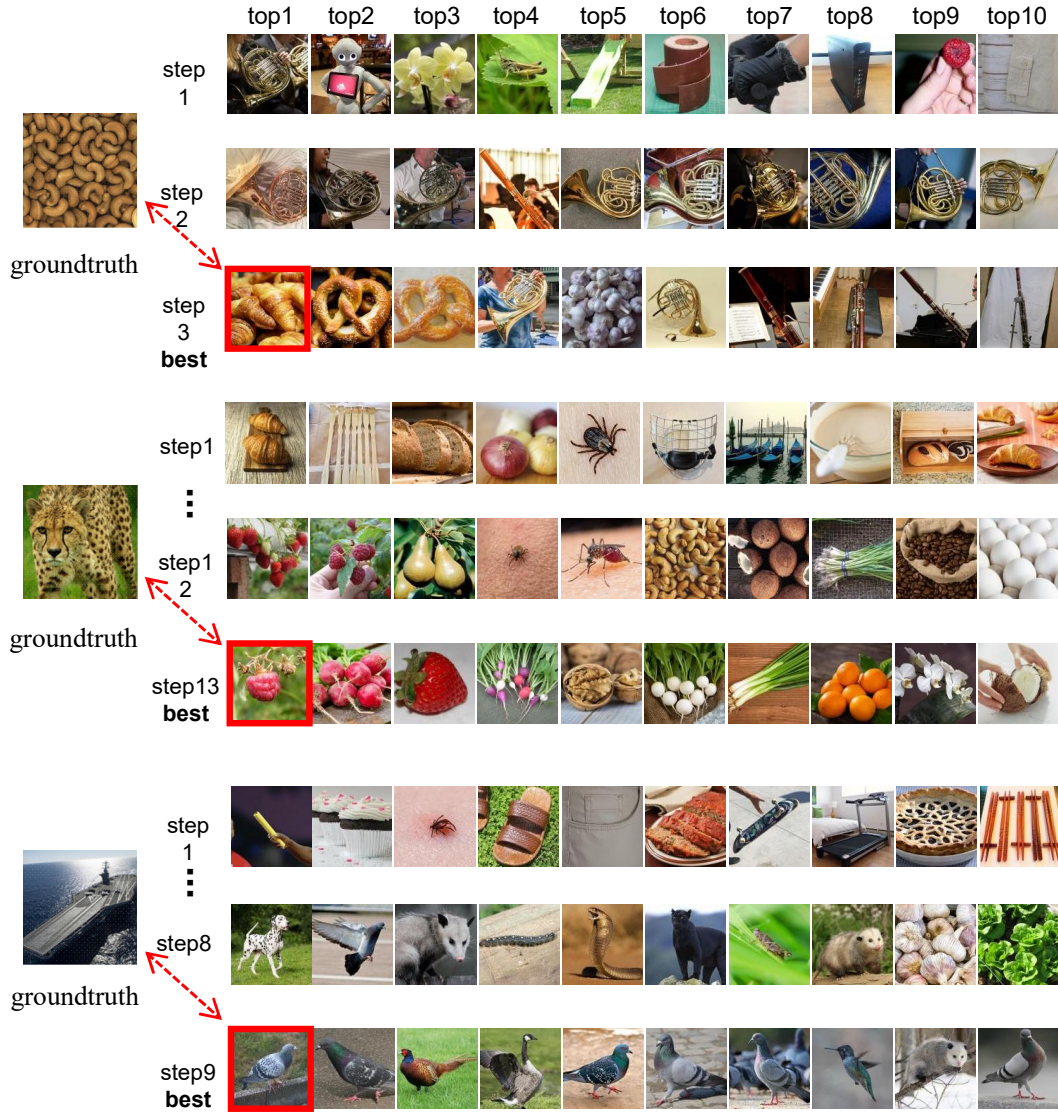 top1 top2 top3 top4 top5 top6 top7 top8 top9 top10
step
1
step
2
groundtruth
step
3
best
step1
step1
2
groundtruth
step13
best
step
1
step8
groundtruth
step9
best